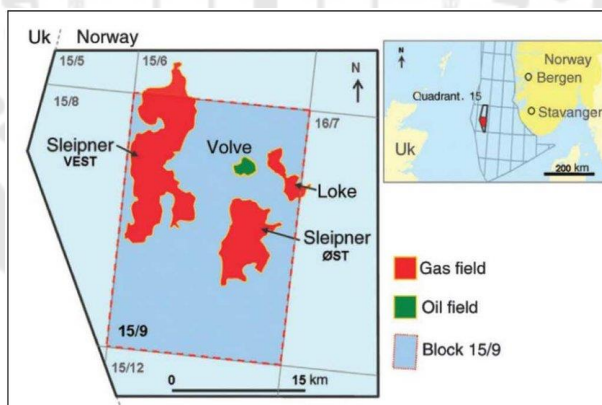 Uk Norway
15/5
15/6
15/8
N
16/7
Sleipner
VEST
Volve
Loke
Sleipner
ØST
15/9
15/12
0 15 km
N
Norway
Bergen
Quadrant. 15
Stavanger
Uk
200 km
Gas field
Oil field
Block 15/9